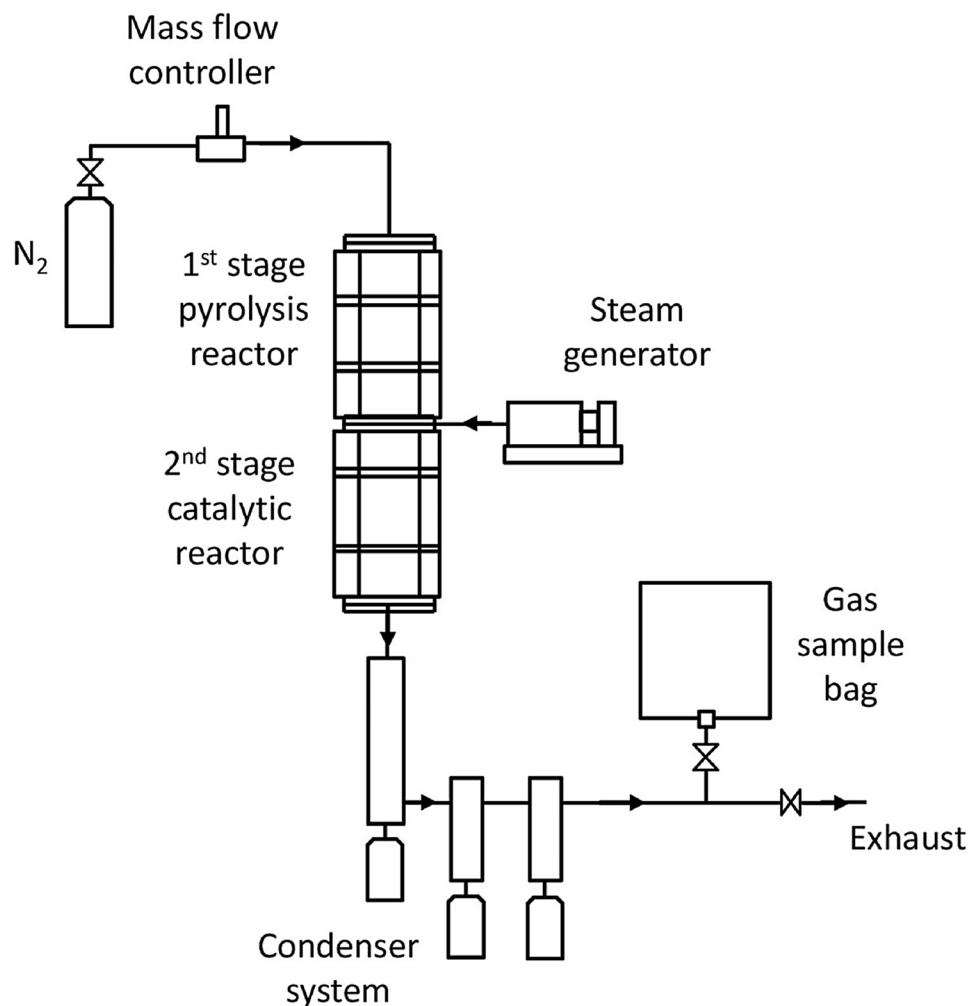 Mass flow
controller
N₂
1ˢᵗ stage
pyrolysis
reactor
Steam
generator
2ⁿᵈ stage
catalytic
reactor
Gas
sample
bag
Exhaust
Condenser
system